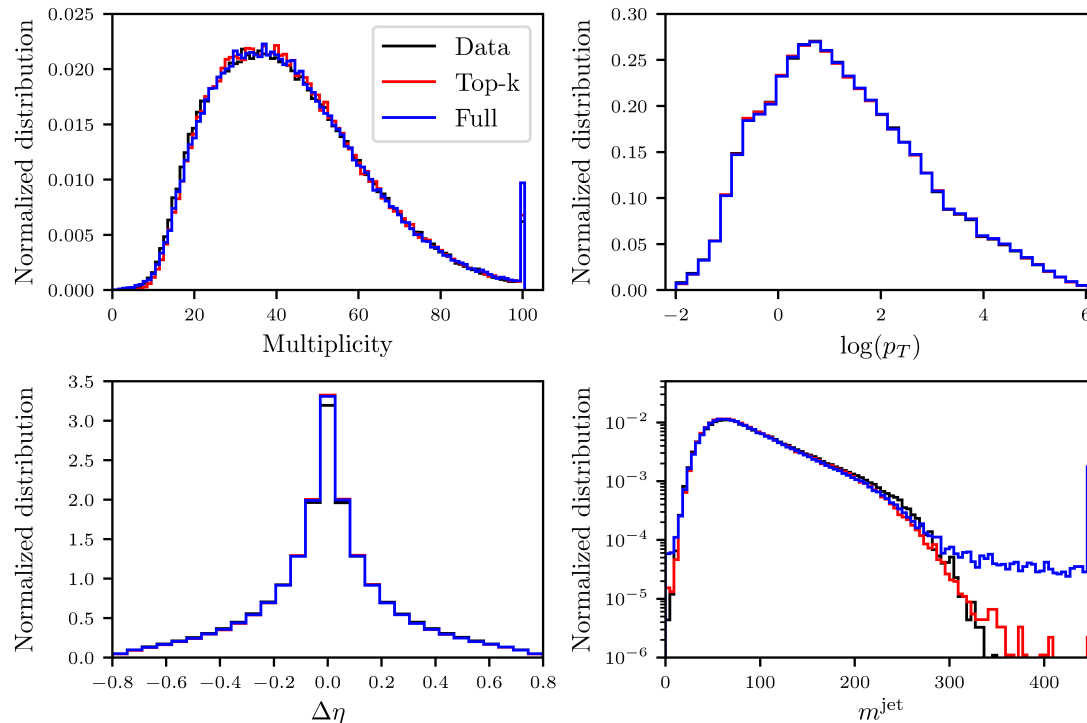 Normalized distribution
0.025
0.020
0.015
0.010
0.005
0.000
0 20 40 60 80 100
Multiplicity
Data
Top-k
Full
Normalized distribution
0.30
0.25
0.20
0.15
0.10
0.05
0.00
−2 0 2 4 6
log(p_T)
Normalized distribution
3.5
3.0
2.5
2.0
1.5
1.0
0.5
0.0
−0.8 −0.6 −0.4 −0.2 0.0 0.2 0.4 0.6 0.8
Δη
Normalized distribution
10⁻²
10⁻³
10⁻⁴
10⁻⁵
10⁻⁶
0 100 200 300 400
m^jet